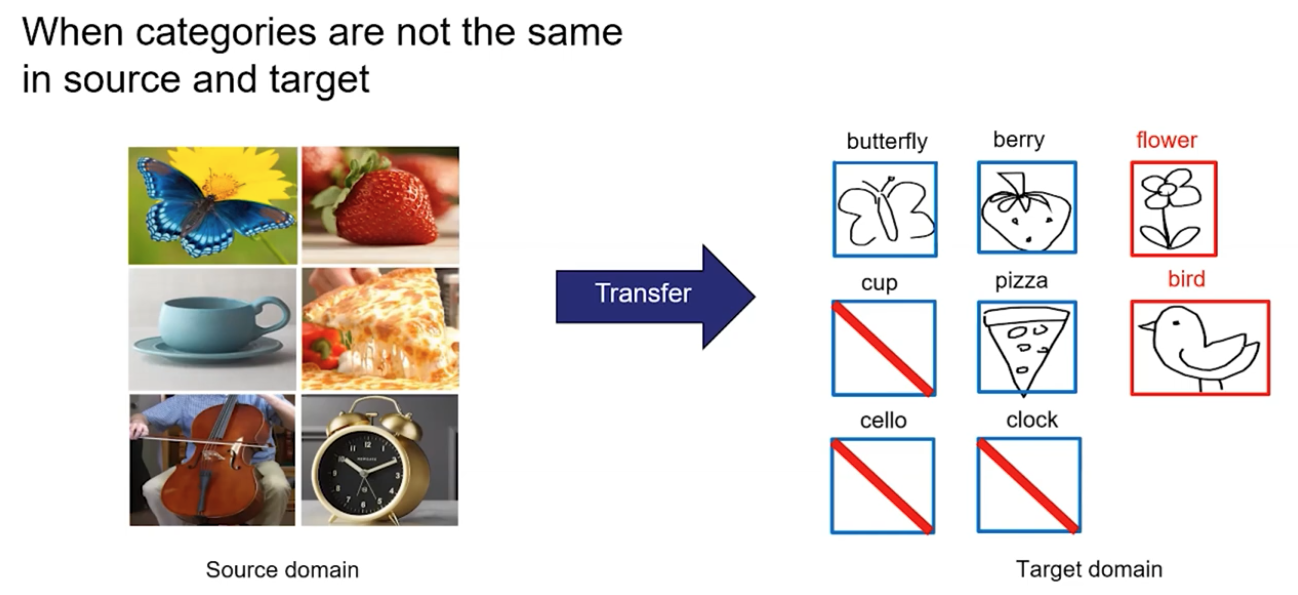 When categories are not the same
in source and target
butterfly
berry
flower
Transfer
cup
pizza
bird
cello
clock
Source domain
Target domain